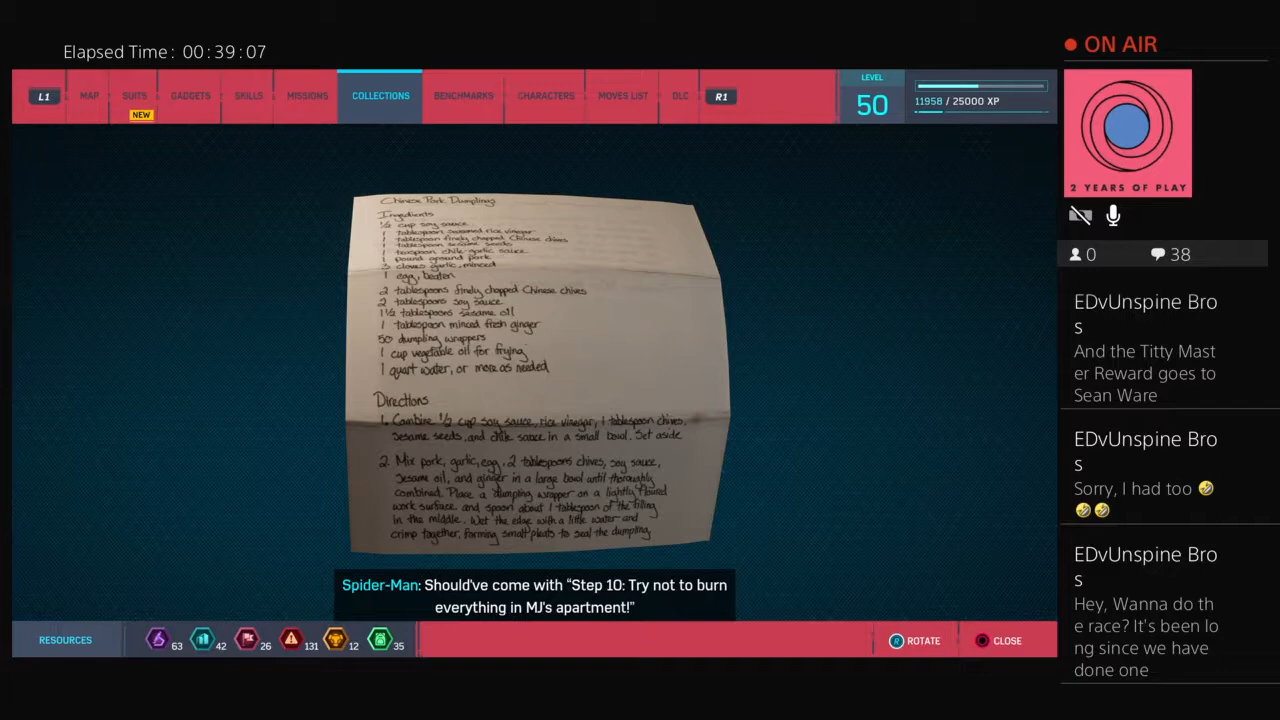 Elapsed Time: 00:39:07
ON AIR
L1 MAP SUITS GADGETS SKILLS MISSIONS COLLECTIONS BENCHMARKS CHARACTERS MOVES LIST DLC R1
NEW
LEVEL
50
11958 / 25000 XP
2 YEARS OF PLAY
0 38
Chinese Pork Dumplings
Ingredients
1/2 cup soy sauce
1 tablespoon seasoned rice vinegar
1 tablespoon finely chopped Chinese chives
1 tablespoon sesame seeds
1 teaspoon chile-garlic sauce
1 pound ground pork
3 cloves garlic, minced
1 egg, beaten
2 tablespoons finely chopped Chinese chives
2 tablespoons soy sauce
1 1/2 tablespoons sesame oil
1 tablespoon minced fresh ginger
50 dumpling wrappers
1 cup vegetable oil for frying
1 quart water, or more as needed
Directions
1. Combine 1/2 cup soy sauce, rice vinegar, 1 tablespoon chives,
sesame seeds, and chile sauce in a small bowl. Set aside
2. Mix pork, garlic, egg, 2 tablespoons chives, soy sauce,
sesame oil, and ginger in a large bowl until thoroughly
combined. Place a dumpling wrapper on a lightly floured
work surface and spoon about 1 tablespoon of the filling
in the middle. Wet the edge with a little water and
crimp together, forming small pleats to seal the dumpling
Spider-Man: Should've come with “Step 10: Try not to burn
everything in MJ's apartment!”
RESOURCES 63 42 26 131 12 35
R ROTATE CLOSE
EDvUnspine Bro
s
And the Titty Mast
er Reward goes to
Sean Ware
EDvUnspine Bro
s
Sorry, I had too 🤣
🤣🤣
EDvUnspine Bro
s
Hey, Wanna do th
e race? It's been lo
ng since we have
done one